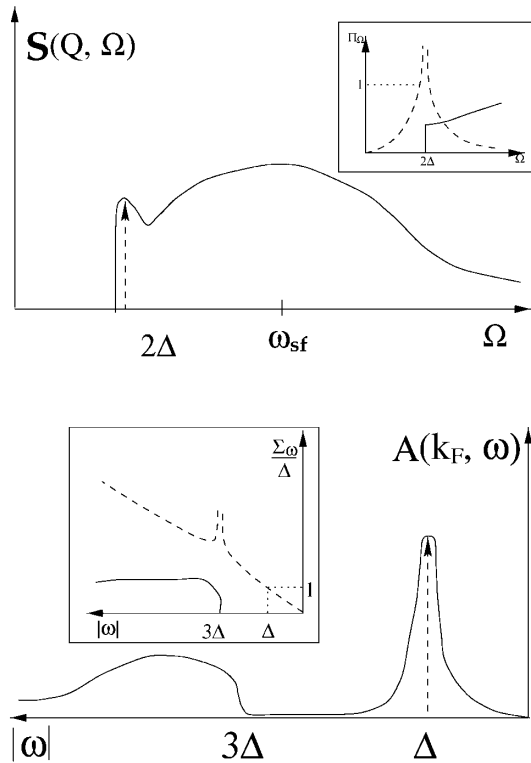 S(Q, Ω)
Π_Ω
1
2Δ
Ω
2Δ
ω_sf
Ω
A(k_F, ω)
Σ_ω
Δ
1
|ω|
3Δ
Δ
|ω|
3Δ
Δ